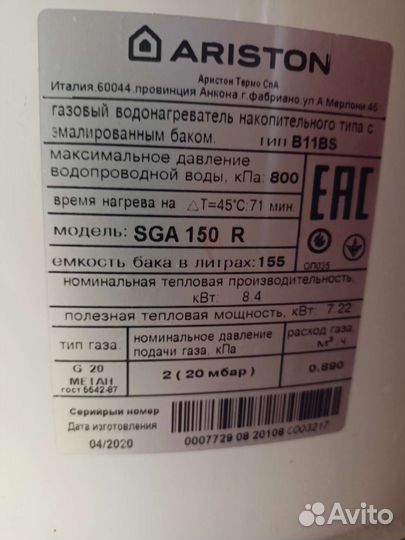 ARISTON
Аристон Термо СпА
Италия.60044.провинция Анкона.г.фабриано ул.А.Мерлони.45
газовый водонагреватель накопительного типа с
эмалированным баком. тип B11BS
максимальное давление
водопроводной воды, кПа: 800
время нагрева на △T=45°C:71 мин.
модель: SGA 150 R
емкость бака в литрах: 155
EAC
ОП035
номинальная тепловая производительность,
кВт: 8.4
полезная тепловая мощность, кВт: 7.22
тип газа: номинальное давление подачи газа. кПа расход газа. м³ ч
G 20 МЕТАН гост 5542-87 2 ( 20 мбар ) 0.890
Серийный номер
Дата изготовления
04/2020
0007729 08 20108 C003217
Avito